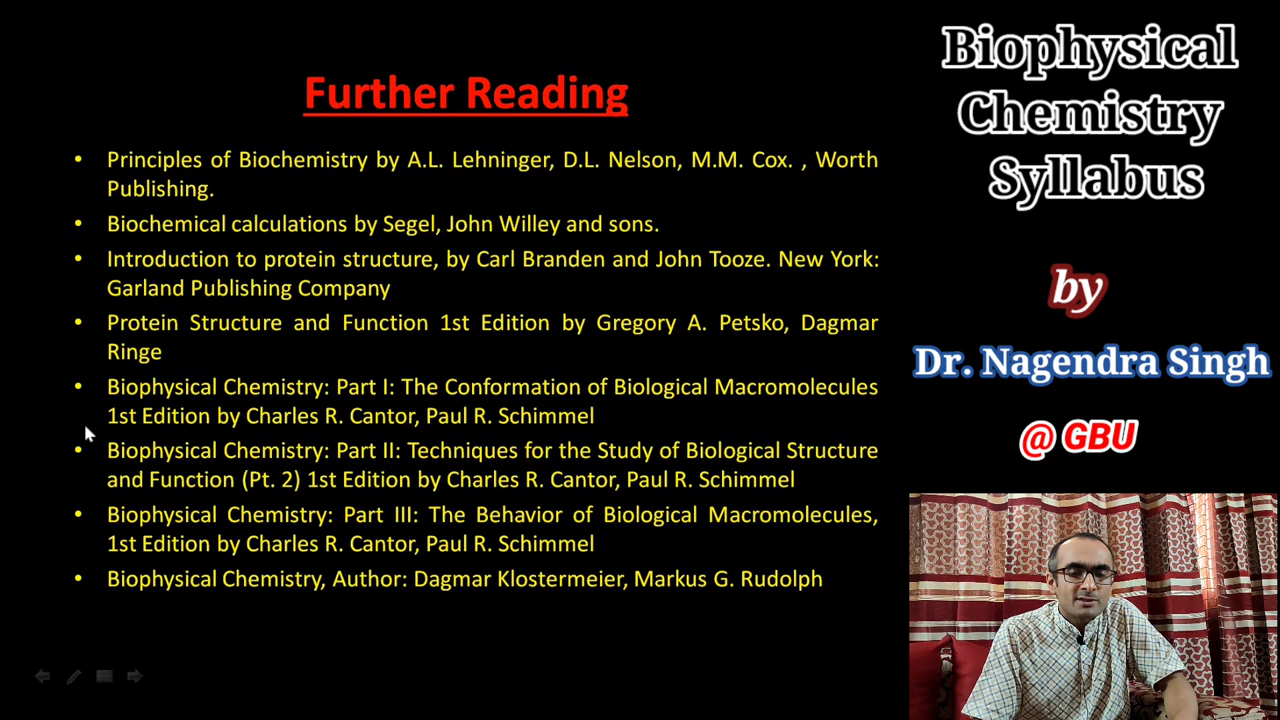 Further Reading
• Principles of Biochemistry by A.L. Lehninger, D.L. Nelson, M.M. Cox. , Worth
Publishing.
• Biochemical calculations by Segel, John Willey and sons.
• Introduction to protein structure, by Carl Branden and John Tooze. New York:
Garland Publishing Company
• Protein Structure and Function 1st Edition by Gregory A. Petsko, Dagmar
Ringe
• Biophysical Chemistry: Part I: The Conformation of Biological Macromolecules
1st Edition by Charles R. Cantor, Paul R. Schimmel
• Biophysical Chemistry: Part II: Techniques for the Study of Biological Structure
and Function (Pt. 2) 1st Edition by Charles R. Cantor, Paul R. Schimmel
• Biophysical Chemistry: Part III: The Behavior of Biological Macromolecules,
1st Edition by Charles R. Cantor, Paul R. Schimmel
• Biophysical Chemistry, Author: Dagmar Klostermeier, Markus G. Rudolph
Biophysical
Chemistry
Syllabus
by
Dr. Nagendra Singh
@ GBU